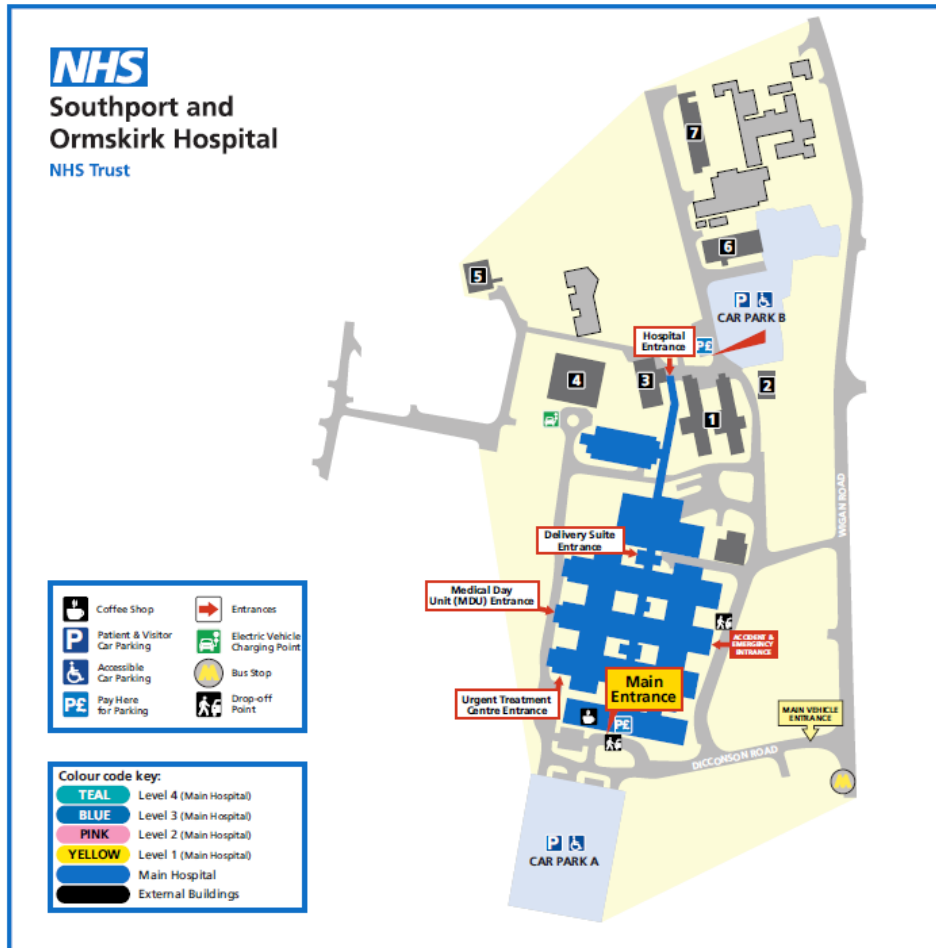 NHS
Southport and
Ormskirk Hospital
NHS Trust
7
6
5
P
CAR PARK B
Hospital
Entrance
P£
4
3
2
1
WIGAN ROAD
Delivery Suite
Entrance
Medical Day
Unit (MDU) Entrance
ACCIDENT &
EMERGENCY
ENTRANCE
Main
Entrance
Urgent Treatment
Centre Entrance
P£
MAIN VEHICLE
ENTRANCE
DICCONSON ROAD
M
P
CAR PARK A
Coffee Shop
Entrances
P
Patient & Visitor
Car Parking
Electric Vehicle
Charging Point
Accessible
Car Parking
M
Bus Stop
P£
Pay Here
for Parking
Drop-off
Point
Colour code key:
TEAL Level 4 (Main Hospital)
BLUE Level 3 (Main Hospital)
PINK Level 2 (Main Hospital)
YELLOW Level 1 (Main Hospital)
Main Hospital
External Buildings